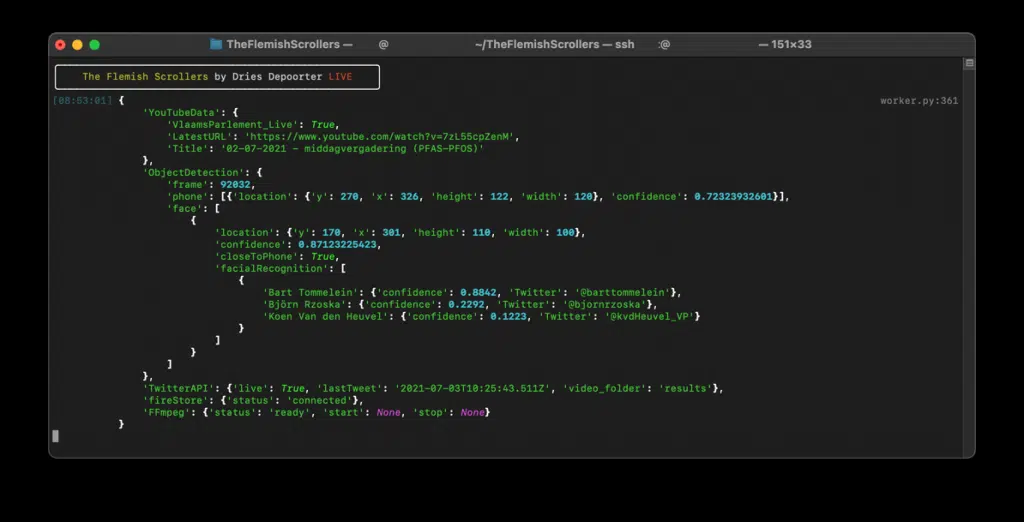 TheFlemishScrollers — @ ~/TheFlemishScrollers — ssh :@ — 151×33
The Flemish Scrollers by Dries Depoorter LIVE
[08:53:01] { worker.py:361
'YouTubeData': {
'VlaamsParlement_Live': True,
'LatestURL': 'https://www.youtube.com/watch?v=7zL55cpZenM',
'Title': '02-07-2021 – middagvergadering (PFAS-PFOS)'
},
'ObjectDetection': {
'frame': 92032,
'phone': [{'location': {'y': 270, 'x': 326, 'height': 122, 'width': 120}, 'confidence': 0.72323932601}],
'face': [
{
'location': {'y': 170, 'x': 301, 'height': 110, 'width': 100},
'confidence': 0.87123225423,
'closeToPhone': True,
'facialRecognition': [
{
'Bart Tommelein': {'confidence': 0.8842, 'Twitter': '@barttommelein'},
'Björn Rzoska': {'confidence': 0.2292, 'Twitter': '@bjornrzoska'},
'Koen Van den Heuvel': {'confidence': 0.1223, 'Twitter': '@kvdHeuvel_VP'}
}
]
}
]
},
'TwitterAPI': {'live': True, 'lastTweet': '2021-07-03T10:25:43.511Z', 'video_folder': 'results'},
'fireStore': {'status': 'connected'},
'FFmpeg': {'status': 'ready', 'start': None, 'stop': None}
}